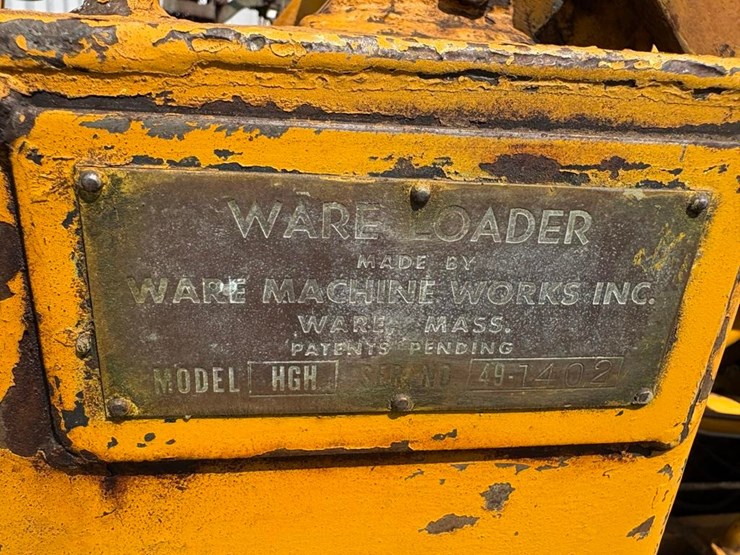 WARE LOADER
MADE BY
WARE MACHINE WORKS INC.
WARE, MASS.
PATENTS PENDING
MODEL HGH SER. NO 49-1402